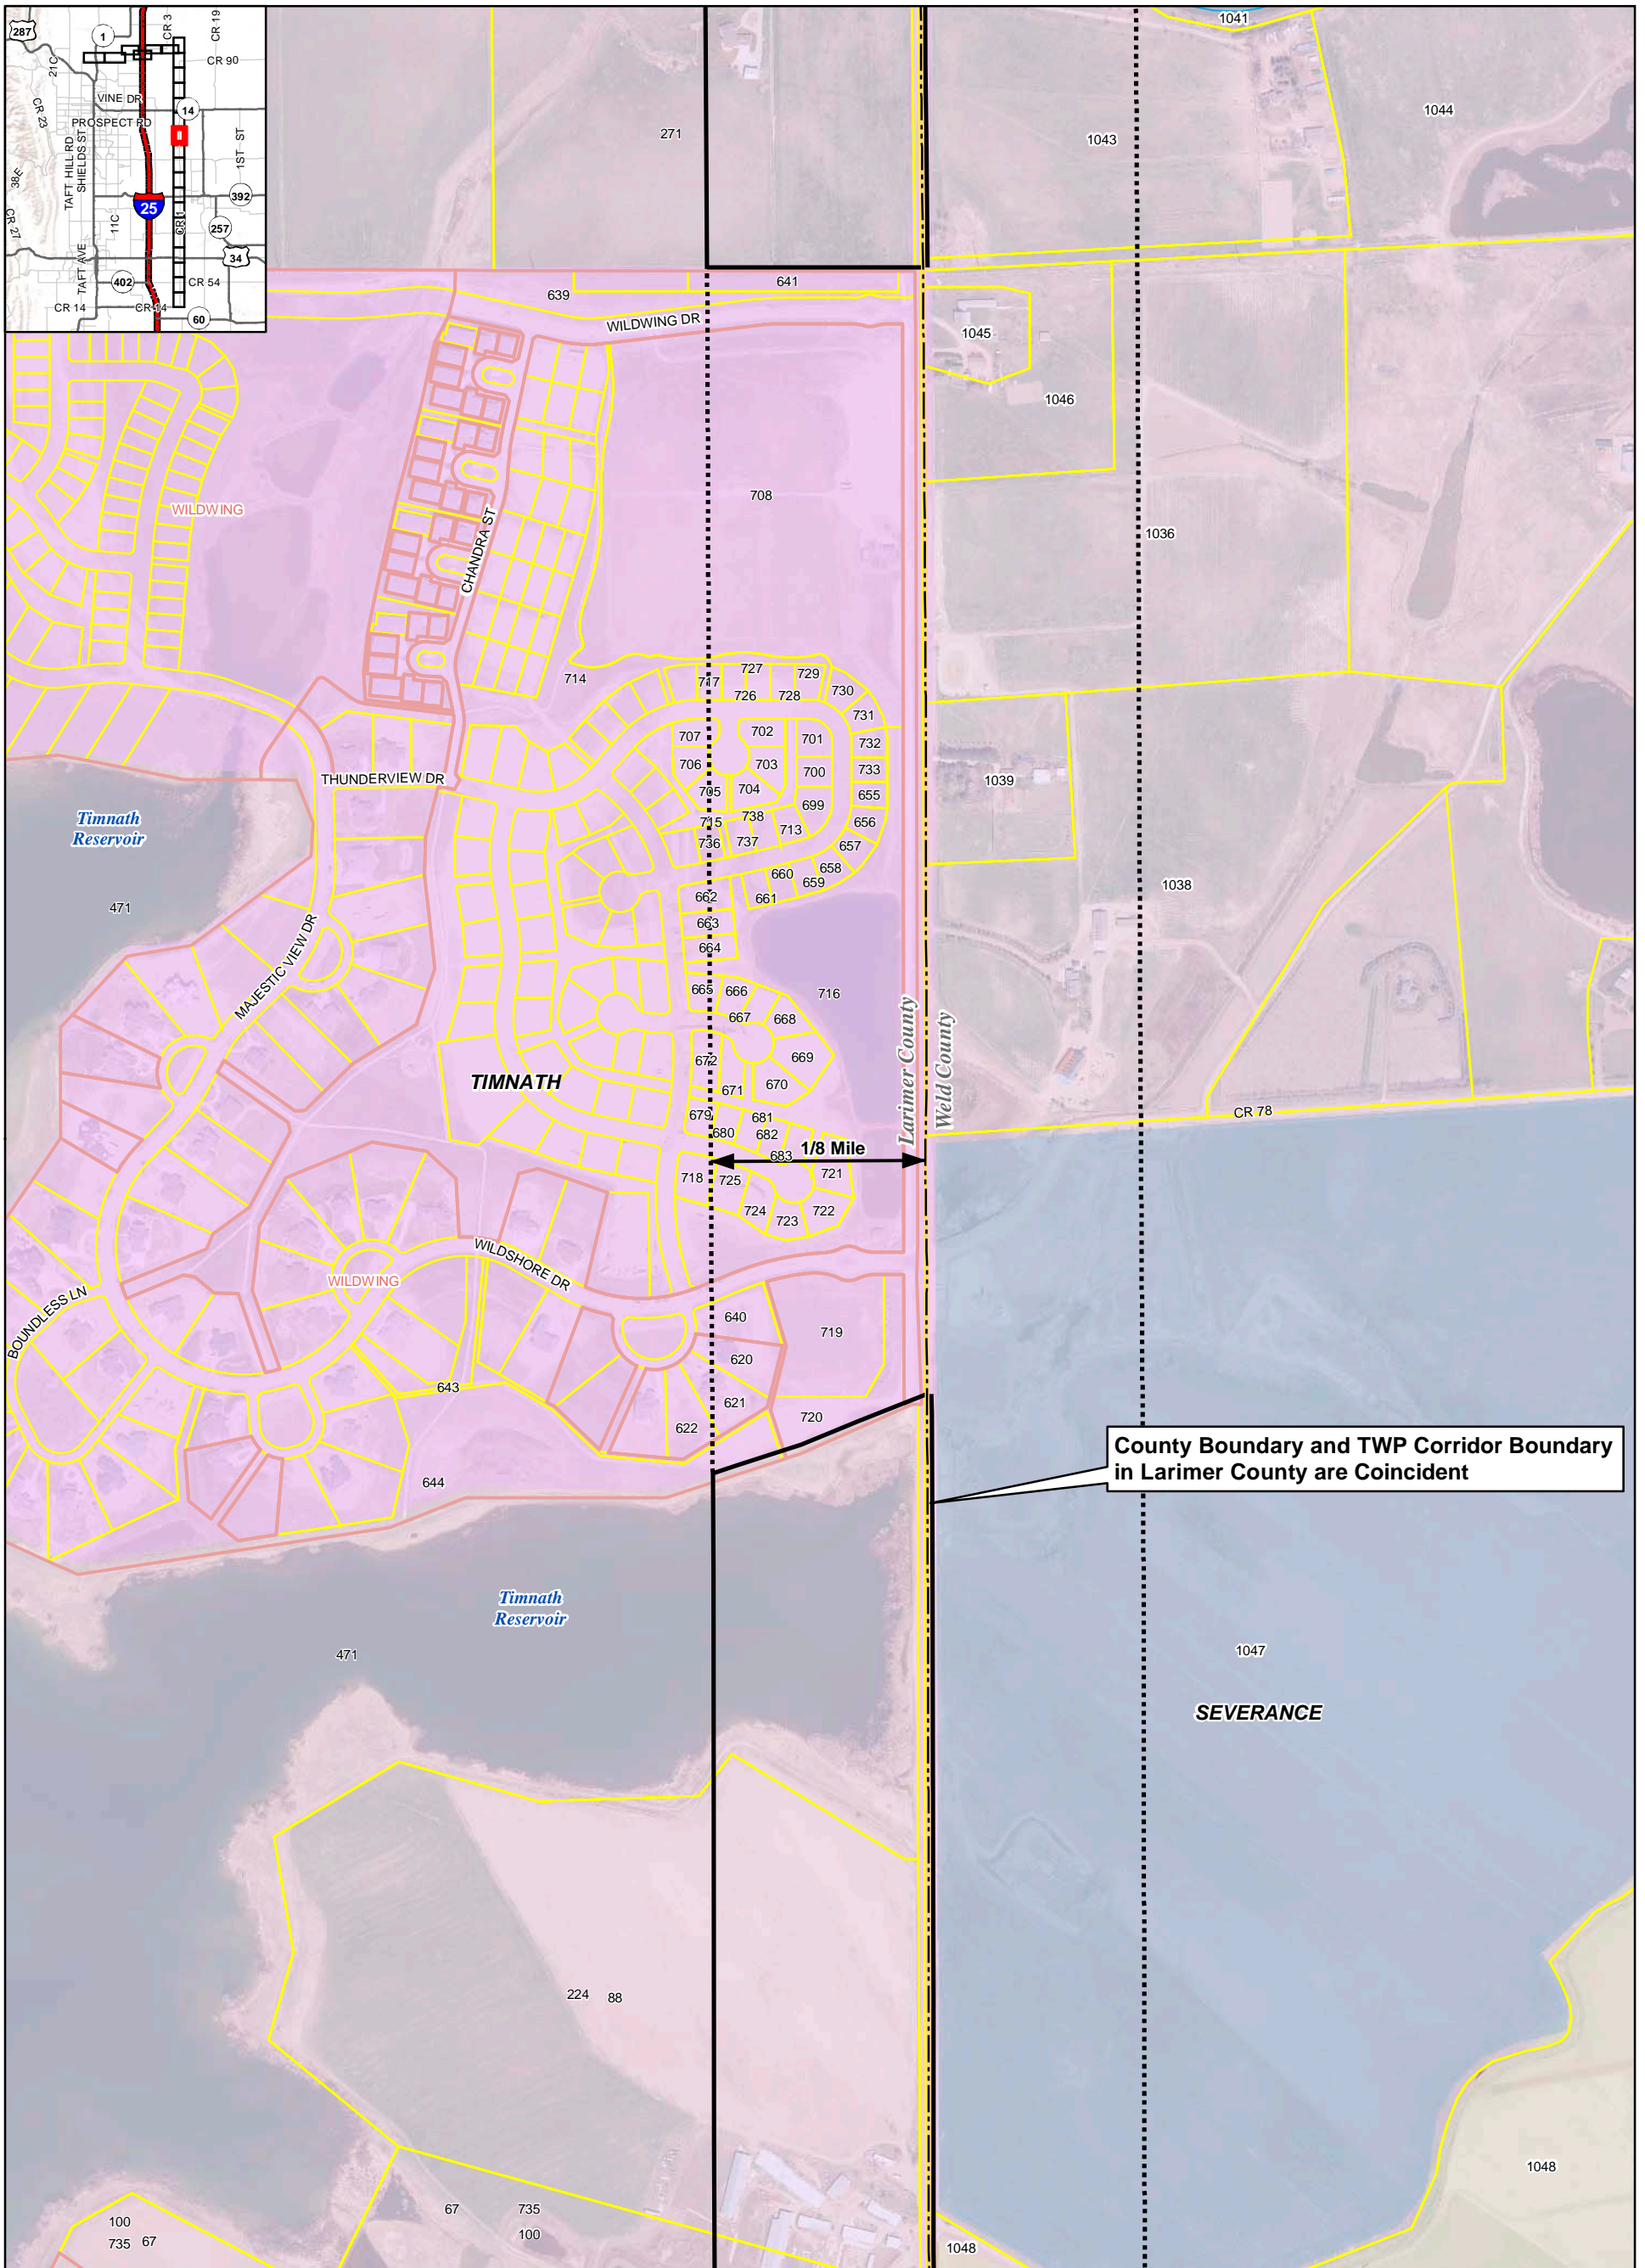 287
1
CR 3
CR 19
21C
CR 90
CR 23
VINE DR
14
PROSPECT RD
TAFT HILL RD
SHIELDS ST
1ST ST
38E
392
25
CR 27
11C
CR 1
257
34
TAFT AVE
402
CR 54
CR 14
CR 14
60
1041
271
1043
1044
641
639
WILDWING DR
1045
1046
708
WILDWING
CHANDRA ST
1036
714
727
717
729
726
728
730
731
702
707
701
732
706
703
700
733
THUNDERVIEW DR
1039
705
704
655
699
Timnath
Reservoir
715
738
713
656
736
737
657
658
660
659
1038
662
661
471
663
MAJESTIC VIEW DR
664
665
666
716
667
668
Larimer County
Weld County
672
669
TIMNATH
671
670
679
681
CR 78
680
682
683
1/8 Mile
718
725
721
724
722
723
WILDSHORE DR
WILDWING
BOUNDLESS LN
640
719
620
643
621
720
622
County Boundary and TWP Corridor Boundary
in Larimer County are Coincident
644
Timnath
Reservoir
471
1047
SEVERANCE
224
88
1048
67
735
100
100
735
67
1048